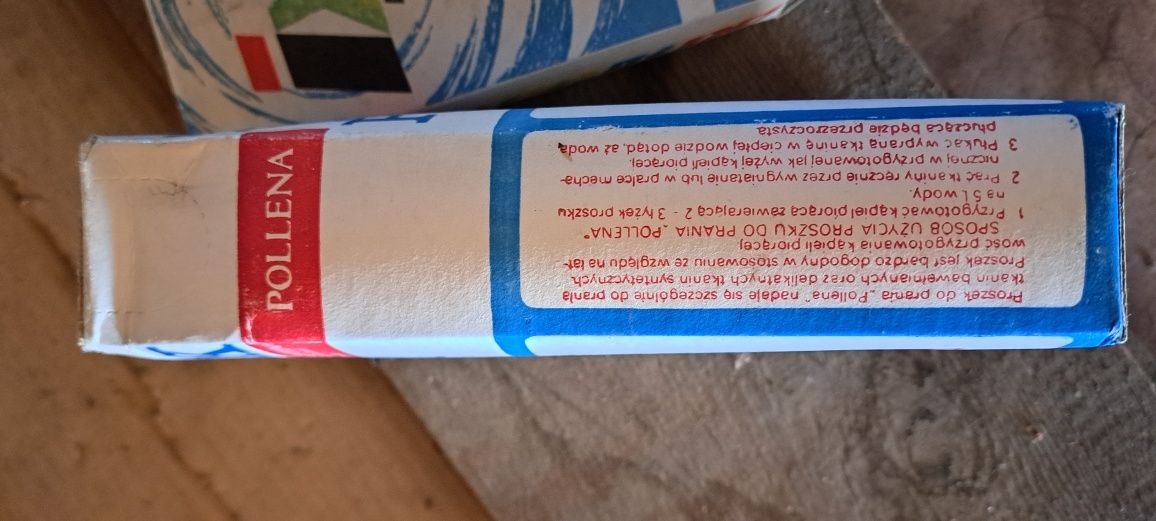 POLLENA
Proszek do prania „Pollena" nadaje się szczególnie do prania
tkanin bawełnianych oraz delikatnych tkanin syntetycznych.
Proszek jest bardzo dogodny w stosowaniu ze względu na łat-
wość przygotowania kąpieli piorącej
SPOSÓB UŻYCIA PROSZKU DO PRANIA „POLLENA"
1 Przygotować kąpiel piorącą zawierającą 2 - 3 łyżek proszku
na 5 l wody.
2 Prać tkaniny ręcznie przez wygniatanie lub w pralce mecha-
nicznej w przygotowanej jak wyżej kąpieli piorącej.
3 Płukać wypraną tkaninę w ciepłej wodzie dotąd, aż woda
płucząca będzie przezroczysta